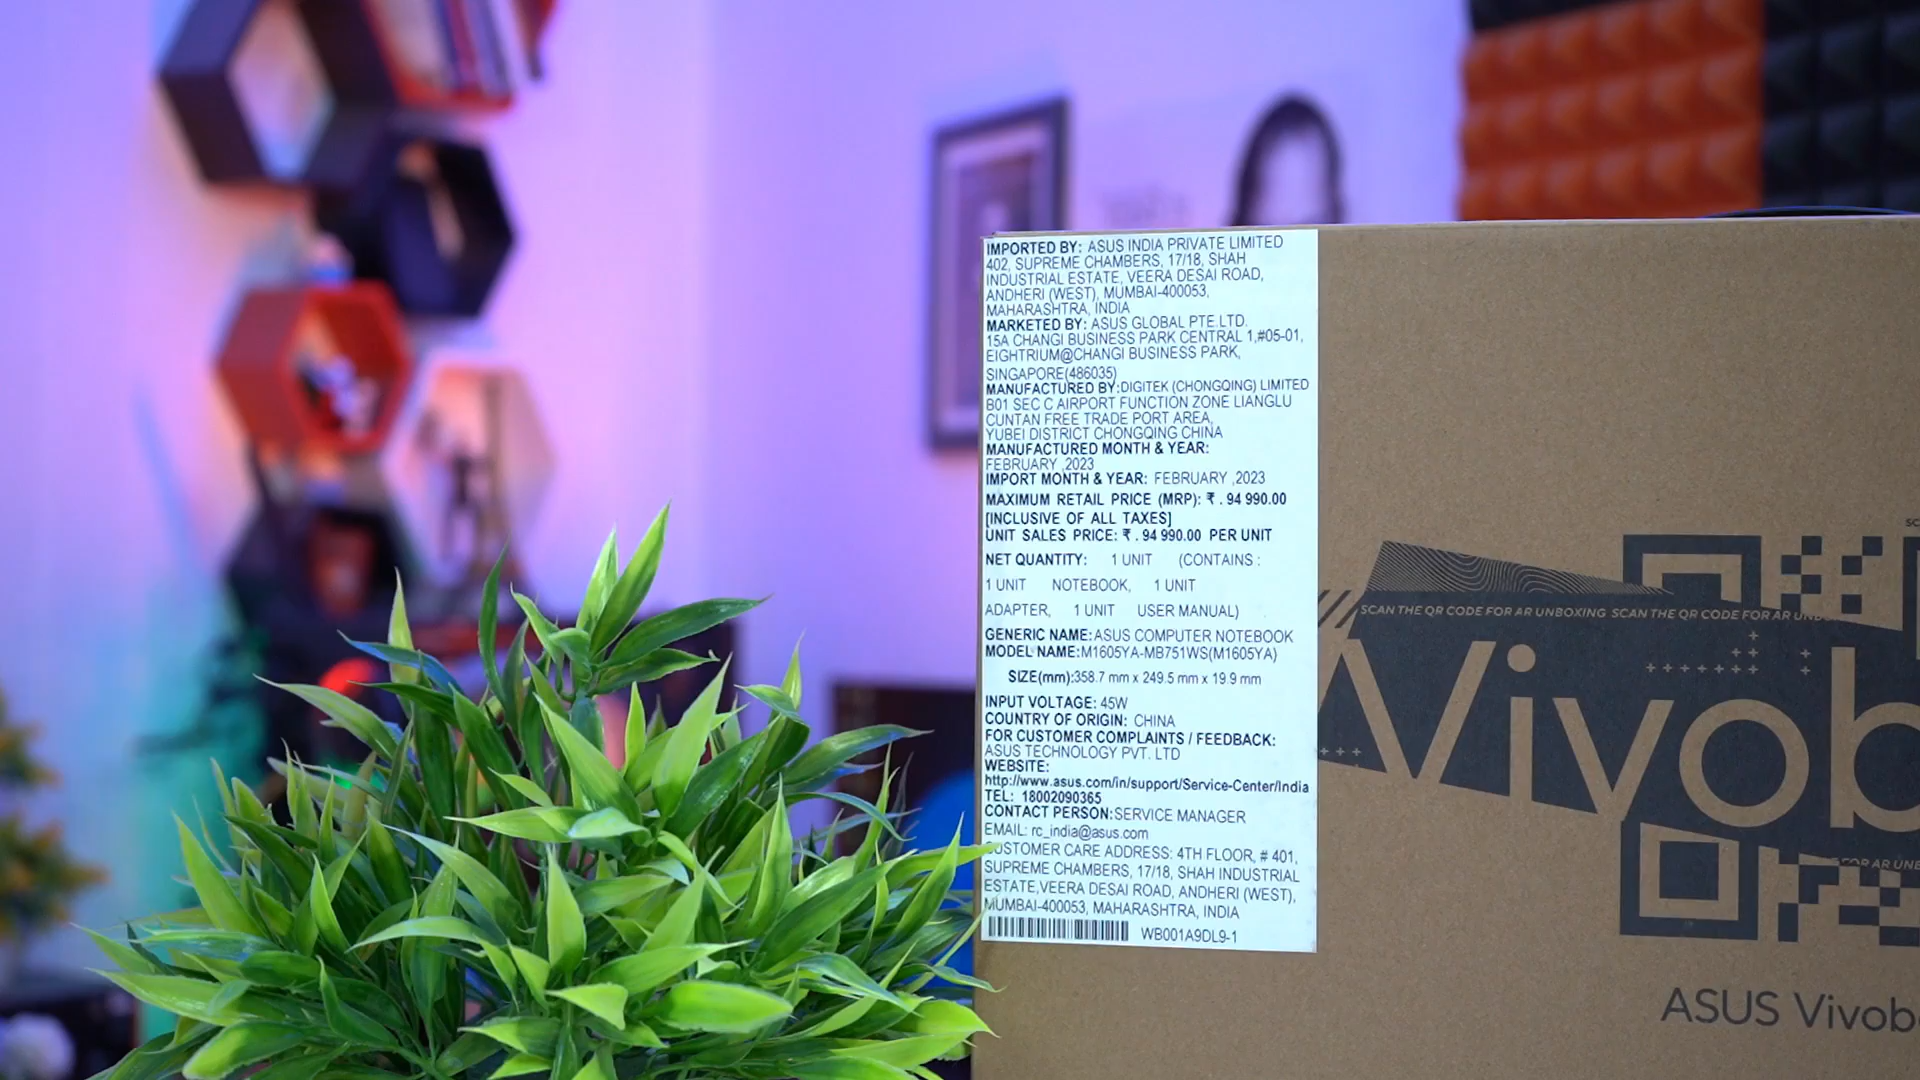 IMPORTED BY: ASUS INDIA PRIVATE LIMITED
402, SUPREME CHAMBERS, 17/18, SHAH
INDUSTRIAL ESTATE, VEERA DESAI ROAD,
ANDHERI (WEST), MUMBAI-400053,
MAHARASHTRA, INDIA
MARKETED BY: ASUS GLOBAL PTE.LTD.
15A CHANGI BUSINESS PARK CENTRAL 1,#05-01,
EIGHTRIUM@CHANGI BUSINESS PARK,
SINGAPORE(486035)
MANUFACTURED BY:DIGITEK (CHONGQING) LIMITED
B01 SEC C AIRPORT FUNCTION ZONE LIANGLU
CUNTAN FREE TRADE PORT AREA,
YUBEI DISTRICT CHONGQING CHINA
MANUFACTURED MONTH & YEAR:
FEBRUARY ,2023
IMPORT MONTH & YEAR: FEBRUARY ,2023
MAXIMUM RETAIL PRICE (MRP): ₹ . 94 990.00
[INCLUSIVE OF ALL TAXES]
UNIT SALES PRICE: ₹ . 94 990.00 PER UNIT
NET QUANTITY: 1 UNIT (CONTAINS :
1 UNIT NOTEBOOK, 1 UNIT
ADAPTER, 1 UNIT USER MANUAL)
GENERIC NAME:ASUS COMPUTER NOTEBOOK
MODEL NAME:M1605YA-MB751WS(M1605YA)
SIZE(mm):358.7 mm x 249.5 mm x 19.9 mm
INPUT VOLTAGE: 45W
COUNTRY OF ORIGIN: CHINA
FOR CUSTOMER COMPLAINTS / FEEDBACK:
ASUS TECHNOLOGY PVT. LTD
WEBSITE:
http://www.asus.com/in/support/Service-Center/India
TEL: 18002090365
CONTACT PERSON:SERVICE MANAGER
EMAIL: rc_india@asus.com
CUSTOMER CARE ADDRESS: 4TH FLOOR, # 401,
SUPREME CHAMBERS, 17/18, SHAH INDUSTRIAL
ESTATE,VEERA DESAI ROAD, ANDHERI (WEST),
MUMBAI-400053, MAHARASHTRA, INDIA
WB001A9DL9-1
SCAN THE QR CODE FOR AR UNBOXING SCAN THE QR CODE FOR AR UN
Vivob
FOR AR UNB
ASUS Vivob